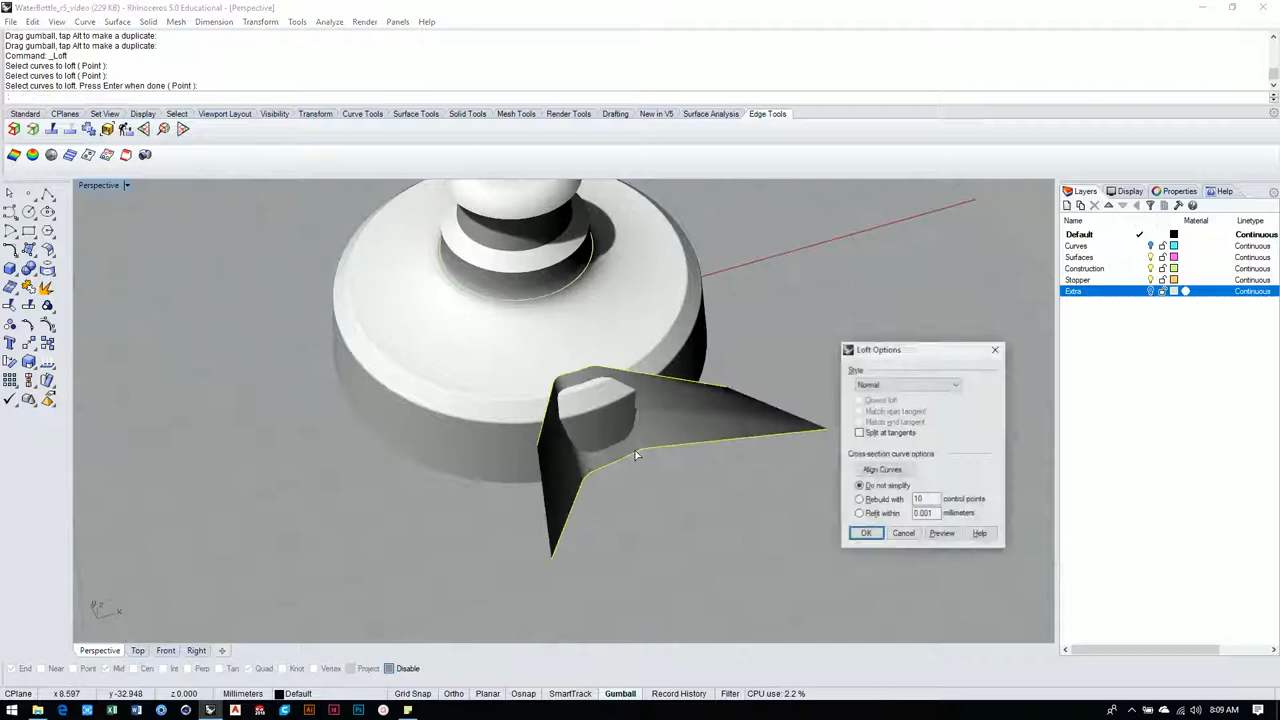 WaterBottle_r5_video (229 KB) - Rhinoceros 5.0 Educational - [Perspective]
File Edit View Curve Surface Solid Mesh Dimension Transform Tools Analyze Render Panels Help
Drag gumball, tap Alt to make a duplicate:
Drag gumball, tap Alt to make a duplicate:
Command: _Loft
Select curves to loft ( Point ):
Select curves to loft ( Point ):
Select curves to loft. Press Enter when done ( Point ):
Standard CPlanes Set View Display Select Viewport Layout Visibility Transform Curve Tools Surface Tools Solid Tools Mesh Tools Render Tools Drafting New in V5 Surface Analysis Edge Tools
Perspective
Layers Display Properties Help
Name Material Linetype
Default Continuous
Curves Continuous
Surfaces Continuous
Construction Continuous
Stopper Continuous
Extra Continuous
Loft Options
Style
Normal
Closed loft
Match start tangent
Match end tangent
Split at tangents
Cross-section curve options
Align Curves
Do not simplify
Rebuild with 10 control points
Refit within 0.001 millimeters
OK Cancel Preview Help
z
x
Perspective Top Front Right
End Near Point Mid Cen Int Perp Tan Quad Knot Vertex Project Disable
CPlane x 8.597 y -32.948 z 0.000 Millimeters Default Grid Snap Ortho Planar Osnap SmartTrack Gumball Record History Filter CPU use: 2.2 %
8:09 AM